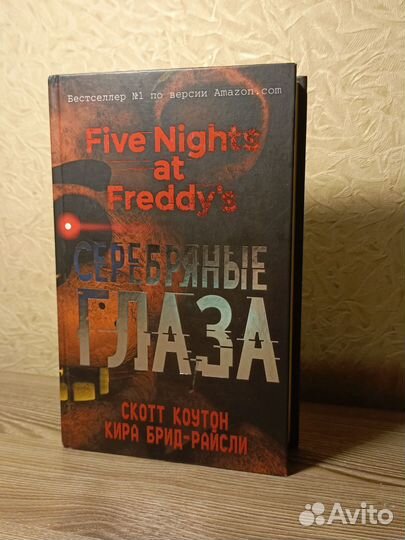 Бестселлер №1 по версии Amazon.com
Five Nights
at
Freddy's
СЕРЕБРЯНЫЕ
ГЛАЗА
СКОТТ КОУТОН
КИРА БРИД-РАЙСЛИ
Avito